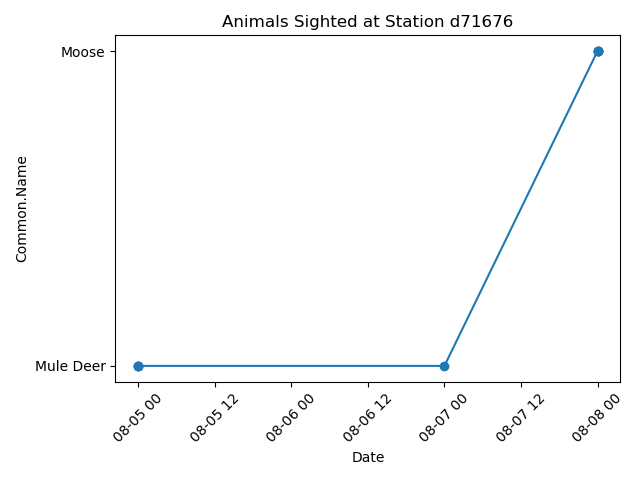 Animals Sighted at Station d71676
Moose
Mule Deer
Common.Name
08-05 00
08-05 12
08-06 00
08-06 12
08-07 00
08-07 12
08-08 00
Date